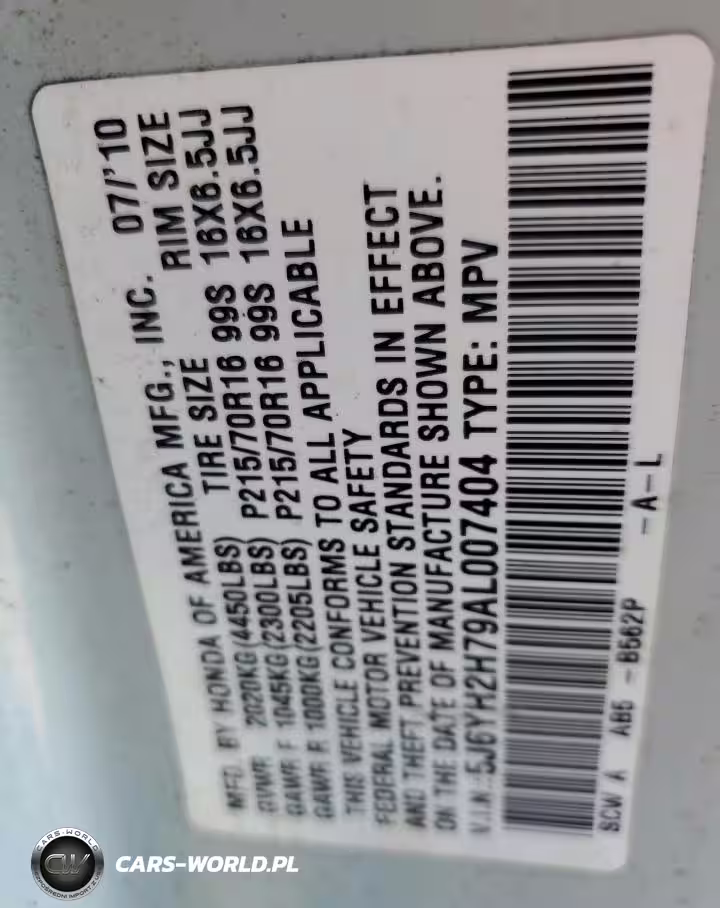 MFD. BY HONDA OF AMERICA MFG., INC. 07/'10
TIRE SIZE RIM SIZE
GVWR 2020KG(4450LBS)
GAWR F 1045KG(2300LBS) P215/70R16 99S 16X6.5JJ
GAWR R 1000KG(2205LBS) P215/70R16 99S 16X6.5JJ
THIS VEHICLE CONFORMS TO ALL APPLICABLE
FEDERAL MOTOR VEHICLE SAFETY
AND THEFT PREVENTION STANDARDS IN EFFECT
ON THE DATE OF MANUFACTURE SHOWN ABOVE.
V.I.N.: 5J6YH2H79AL007404 TYPE: MPV
SCW A AB5 - B562P
-A-L
CARS-WORLD
CW
CARS-WORLD.PL